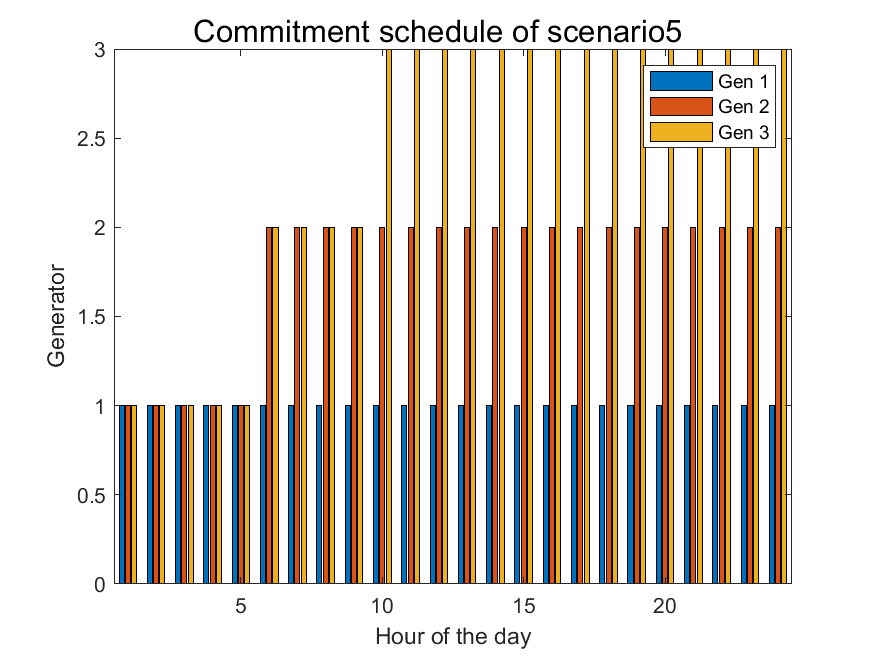 Commitment schedule of scenario5
3
2.5
2
1.5
1
0.5
0
Generator
Gen 1
Gen 2
Gen 3
5
10
15
20
Hour of the day